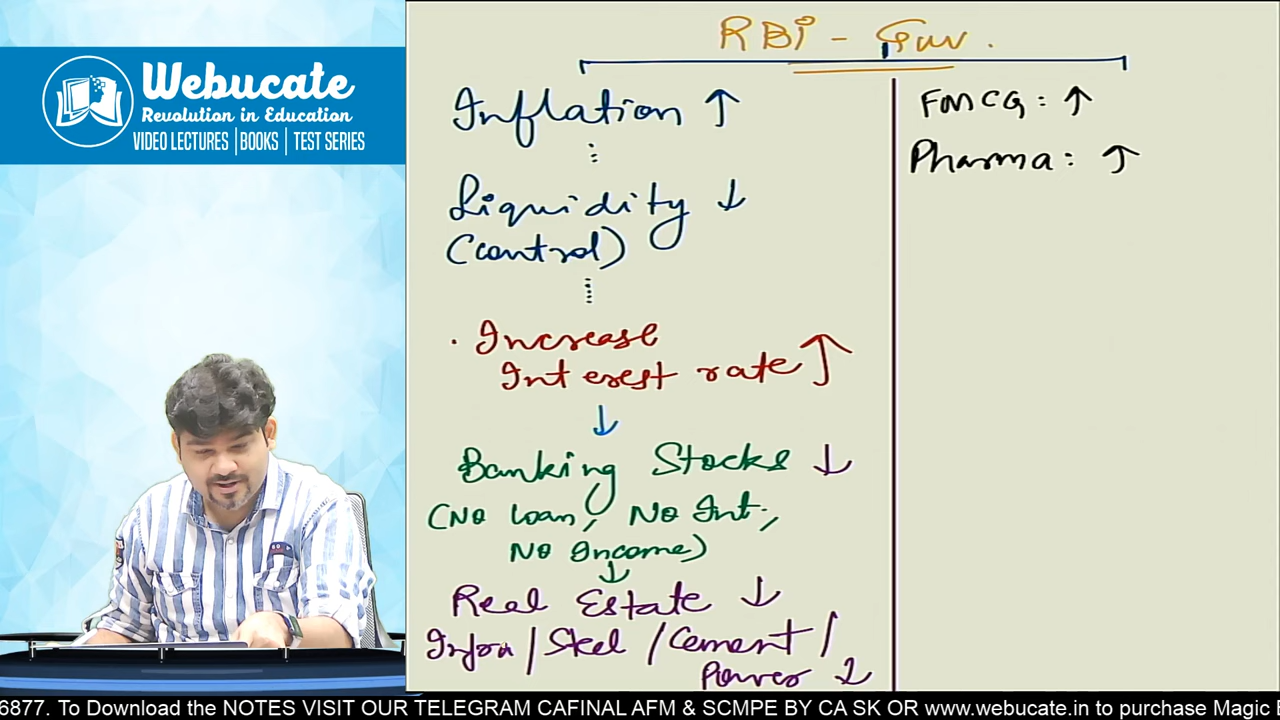 Webucate
Revolution in Education
VIDEO LECTURES | BOOKS | TEST SERIES
RBi - Guv.
Inflation ↑
Liquidity ↓
(control)
. Increase
Interest rate ↑
↓
Banking Stocks ↓
(No loan, No Int.,
No Income)
↓
Real Estate ↓
Infra / Steel / Cement /
Power ↓
FMCG : ↑
Pharma : ↑
6877. To Download the NOTES VISIT OUR TELEGRAM CAFINAL AFM & SCMPE BY CA SK OR www.webucate.in to purchase Magic